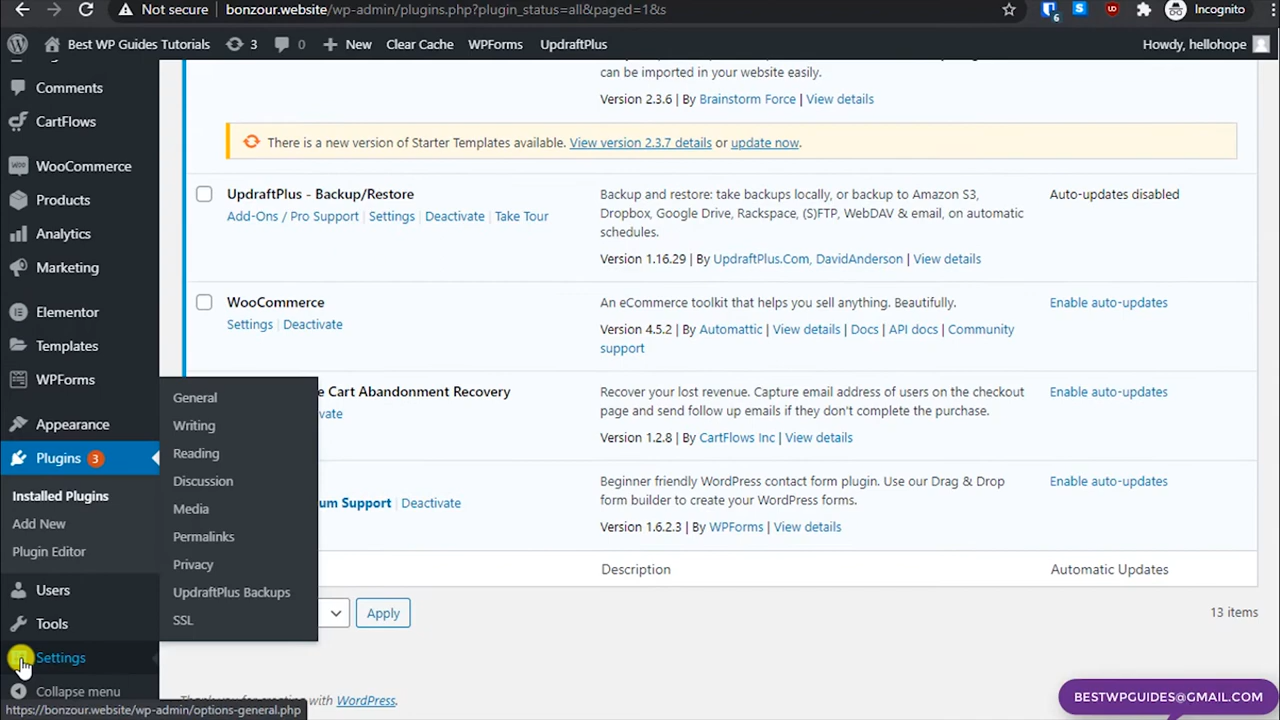 Not secure bonzour.website/wp-admin/plugins.php?plugin_status=all&paged=1&s
6
S
Incognito
Best WP Guides Tutorials 3 0 New Clear Cache WPForms UpdraftPlus Howdy, hellohope
Comments
CartFlows
WooCommerce
Products
Analytics
Marketing
Elementor
Templates
WPForms
Appearance
Plugins 3
Installed Plugins
Add New
Plugin Editor
Users
Tools
Settings
Collapse menu
https://bonzour.website/wp-admin/options-general.php
General
Writing
Reading
Discussion
Media
Permalinks
Privacy
UpdraftPlus Backups
SSL
can be imported in your website easily.
Version 2.3.6 | By Brainstorm Force | View details
There is a new version of Starter Templates available. View version 2.3.7 details or update now.
UpdraftPlus - Backup/Restore
Add-Ons / Pro Support | Settings | Deactivate | Take Tour
Backup and restore: take backups locally, or backup to Amazon S3,
Dropbox, Google Drive, Rackspace, (S)FTP, WebDAV & email, on automatic
schedules.
Version 1.16.29 | By UpdraftPlus.Com, DavidAnderson | View details
Auto-updates disabled
WooCommerce
Settings | Deactivate
An eCommerce toolkit that helps you sell anything. Beautifully.
Version 4.5.2 | By Automattic | View details | Docs | API docs | Community
support
Enable auto-updates
e Cart Abandonment Recovery
ivate
Recover your lost revenue. Capture email address of users on the checkout
page and send follow up emails if they don't complete the purchase.
Version 1.2.8 | By CartFlows Inc | View details
Enable auto-updates
um Support | Deactivate
Beginner friendly WordPress contact form plugin. Use our Drag & Drop
form builder to create your WordPress forms.
Version 1.6.2.3 | By WPForms | View details
Enable auto-updates
Description
Automatic Updates
Apply
13 items
Thank you for creating with WordPress.
BESTWPGUIDES@GMAIL.COM